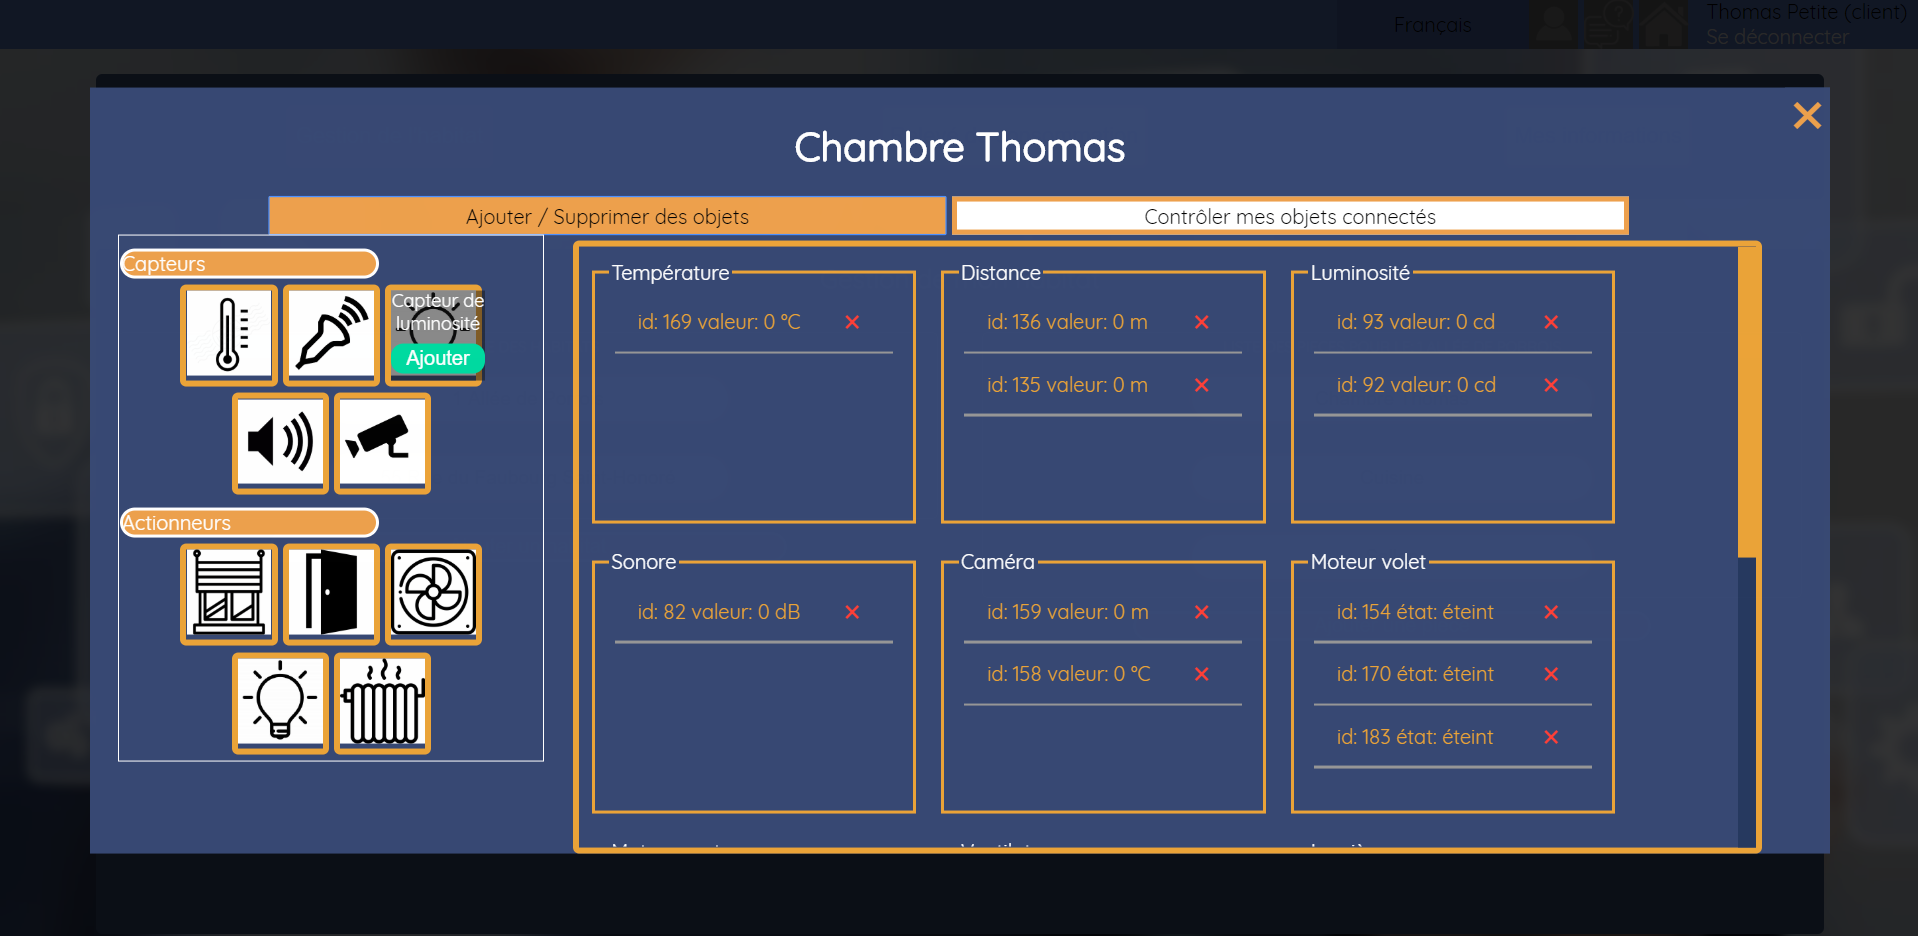 Français
Thomas Petite (client)
Se déconnecter
Chambre Thomas
Ajouter / Supprimer des objets
Contrôler mes objets connectés
Capteurs
Capteur de
luminosité
Ajouter
Actionneurs
Température
id: 169 valeur: 0 °C
Distance
id: 136 valeur: 0 m
id: 135 valeur: 0 m
Luminosité
id: 93 valeur: 0 cd
id: 92 valeur: 0 cd
Sonore
id: 82 valeur: 0 dB
Caméra
id: 159 valeur: 0 m
id: 158 valeur: 0 °C
Moteur volet
id: 154 état: éteint
id: 170 état: éteint
id: 183 état: éteint